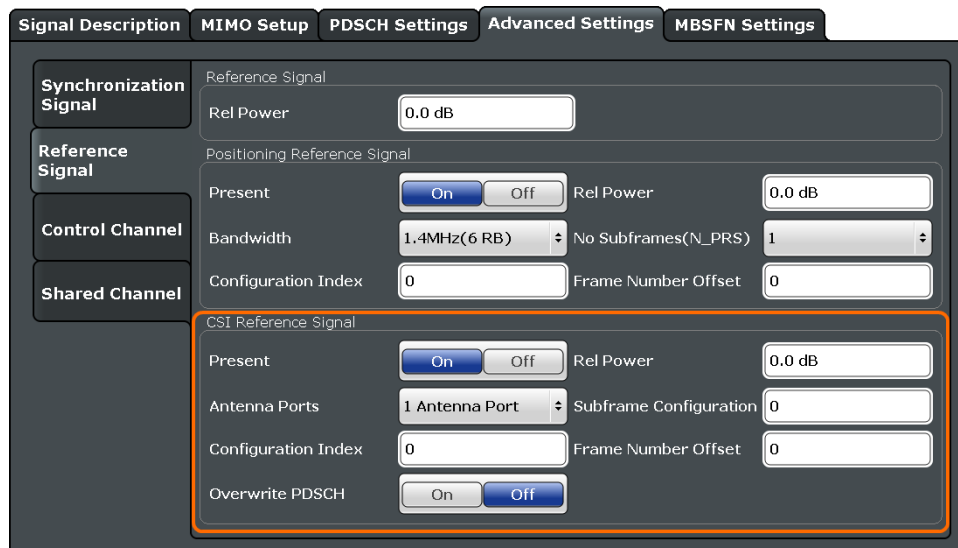 Signal Description MIMO Setup PDSCH Settings Advanced Settings MBSFN Settings
Synchronization
Signal
Reference
Signal
Control Channel
Shared Channel
Reference Signal
Rel Power 0.0 dB
Positioning Reference Signal
Present On Off Rel Power 0.0 dB
Bandwidth 1.4MHz(6 RB) No Subframes(N_PRS) 1
Configuration Index 0 Frame Number Offset 0
CSI Reference Signal
Present On Off Rel Power 0.0 dB
Antenna Ports 1 Antenna Port Subframe Configuration 0
Configuration Index 0 Frame Number Offset 0
Overwrite PDSCH On Off